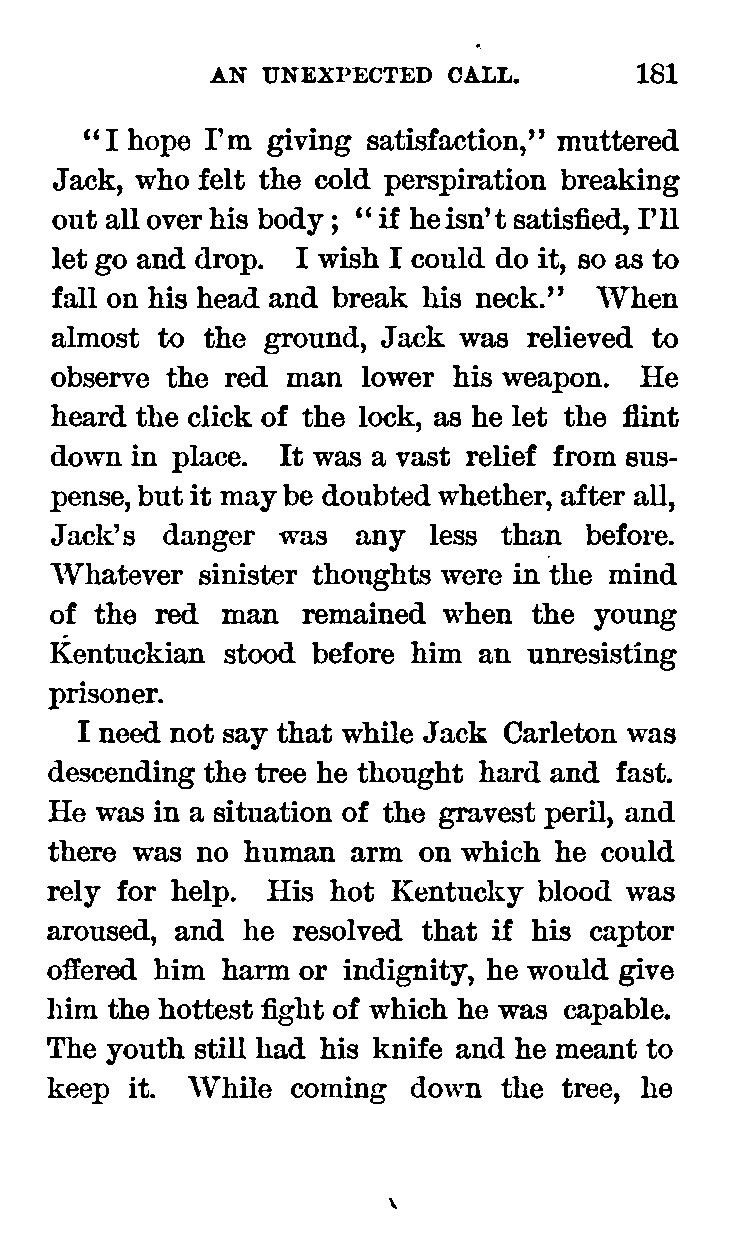 AN UNEXPECTED CALL. 181
"I hope I'm giving satisfaction," muttered
Jack, who felt the cold perspiration breaking
out all over his body; "if he isn't satisfied, I'll
let go and drop. I wish I could do it, so as to
fall on his head and break his neck." When
almost to the ground, Jack was relieved to
observe the red man lower his weapon. He
heard the click of the lock, as he let the flint
down in place. It was a vast relief from sus-
pense, but it may be doubted whether, after all,
Jack's danger was any less than before.
Whatever sinister thoughts were in the mind
of the red man remained when the young
Kentuckian stood before him an unresisting
prisoner.
I need not say that while Jack Carleton was
descending the tree he thought hard and fast.
He was in a situation of the gravest peril, and
there was no human arm on which he could
rely for help. His hot Kentucky blood was
aroused, and he resolved that if his captor
offered him harm or indignity, he would give
him the hottest fight of which he was capable.
The youth still had his knife and he meant to
keep it. While coming down the tree, he